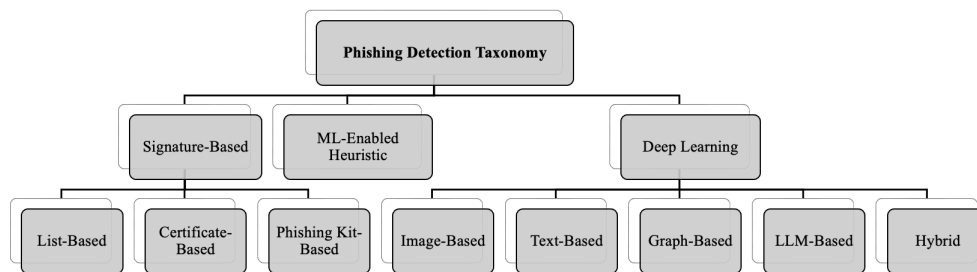 Phishing Detection Taxonomy
Signature-Based
ML-Enabled
Heuristic
Deep Learning
List-Based
Certificate-
Based
Phishing Kit-
Based
Image-Based
Text-Based
Graph-Based
LLM-Based
Hybrid